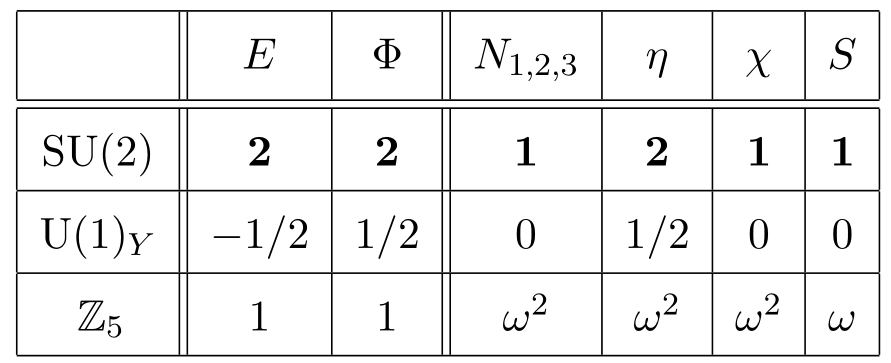 E Φ N₁,₂,₃ η χ S
SU(2) 2 2 1 2 1 1
U(1)_Y −1/2 1/2 0 1/2 0 0
ℤ₅ 1 1 ω² ω² ω² ω